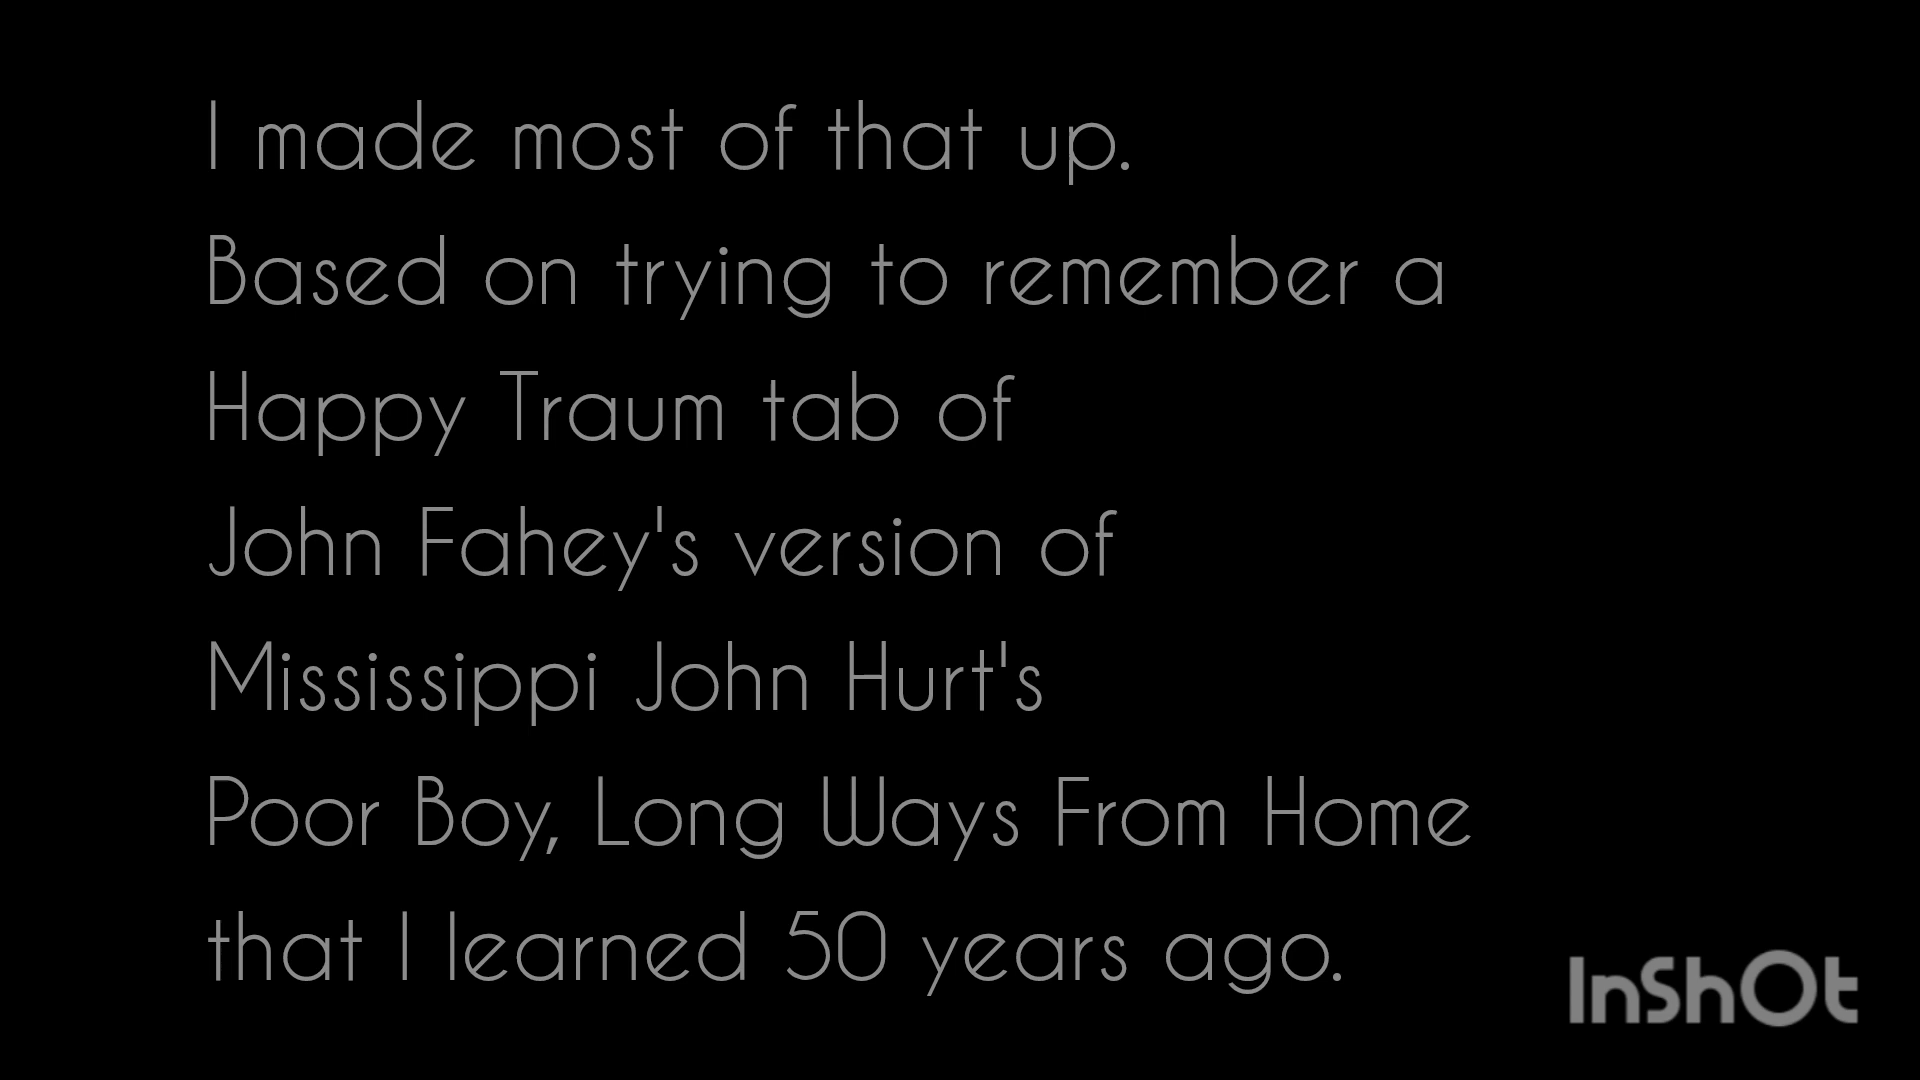 I made most of that up.
Based on trying to remember a
Happy Traum tab of
John Fahey's version of
Mississippi John Hurt's
Poor Boy, Long Ways From Home
that I learned 50 years ago.
InShOt